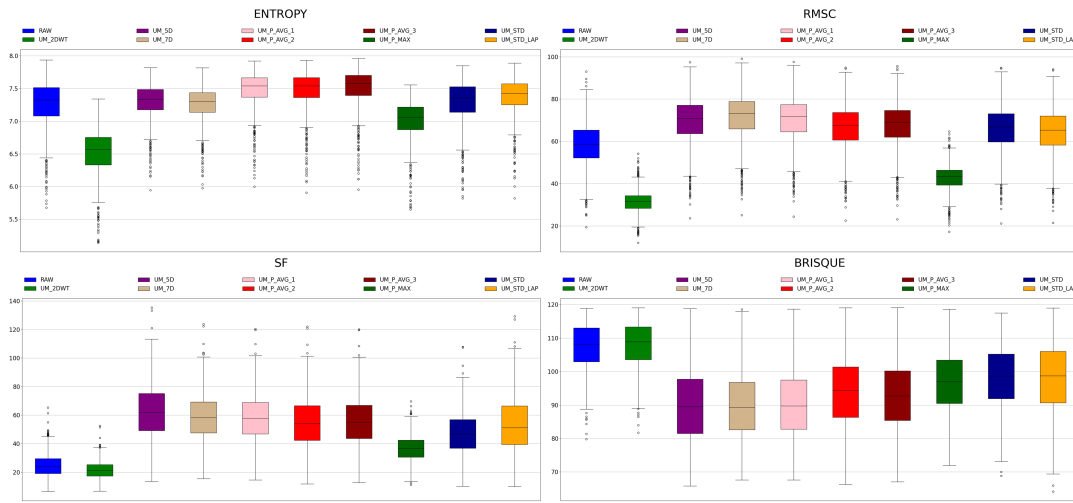 ENTROPY
RAW UM_5D UM_P_AVG_1 UM_P_AVG_3 UM_STD
UM_2DWT UM_7D UM_P_AVG_2 UM_P_MAX UM_STD_LAP
8.0
7.5
7.0
6.5
6.0
5.5
RMSC
RAW UM_5D UM_P_AVG_1 UM_P_AVG_3 UM_STD
UM_2DWT UM_7D UM_P_AVG_2 UM_P_MAX UM_STD_LAP
100
80
60
40
20
SF
RAW UM_5D UM_P_AVG_1 UM_P_AVG_3 UM_STD
UM_2DWT UM_7D UM_P_AVG_2 UM_P_MAX UM_STD_LAP
140
120
100
80
60
40
20
BRISQUE
RAW UM_5D UM_P_AVG_1 UM_P_AVG_3 UM_STD
UM_2DWT UM_7D UM_P_AVG_2 UM_P_MAX UM_STD_LAP
120
110
100
90
80
70